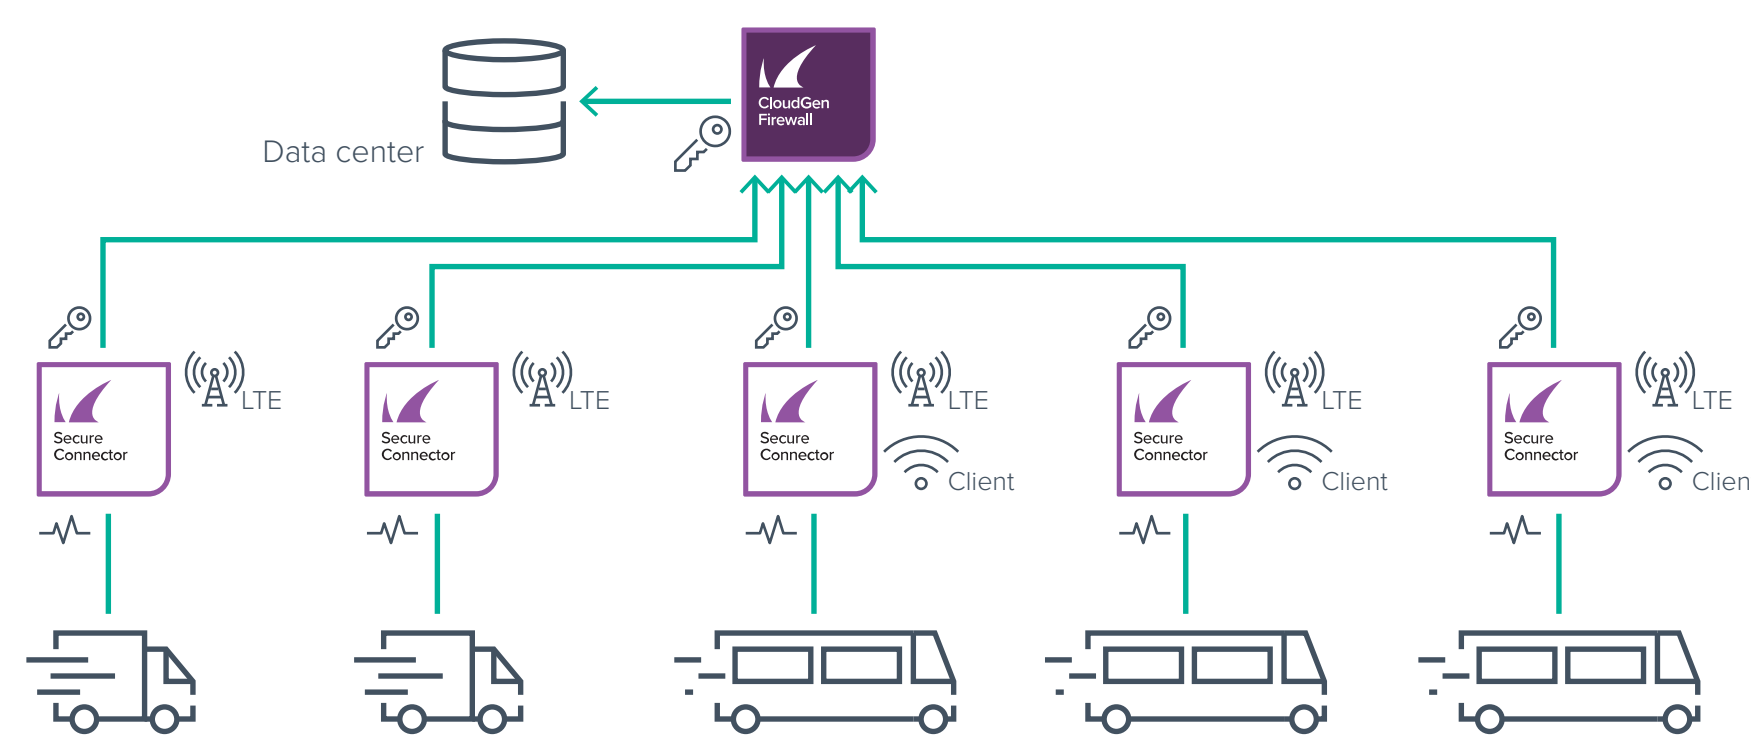 CloudGen
Firewall
Data center
LTE
LTE
LTE
LTE
LTE
Secure
Connector
Secure
Connector
Secure
Connector
Secure
Connector
Secure
Connector
Client
Client
Clien